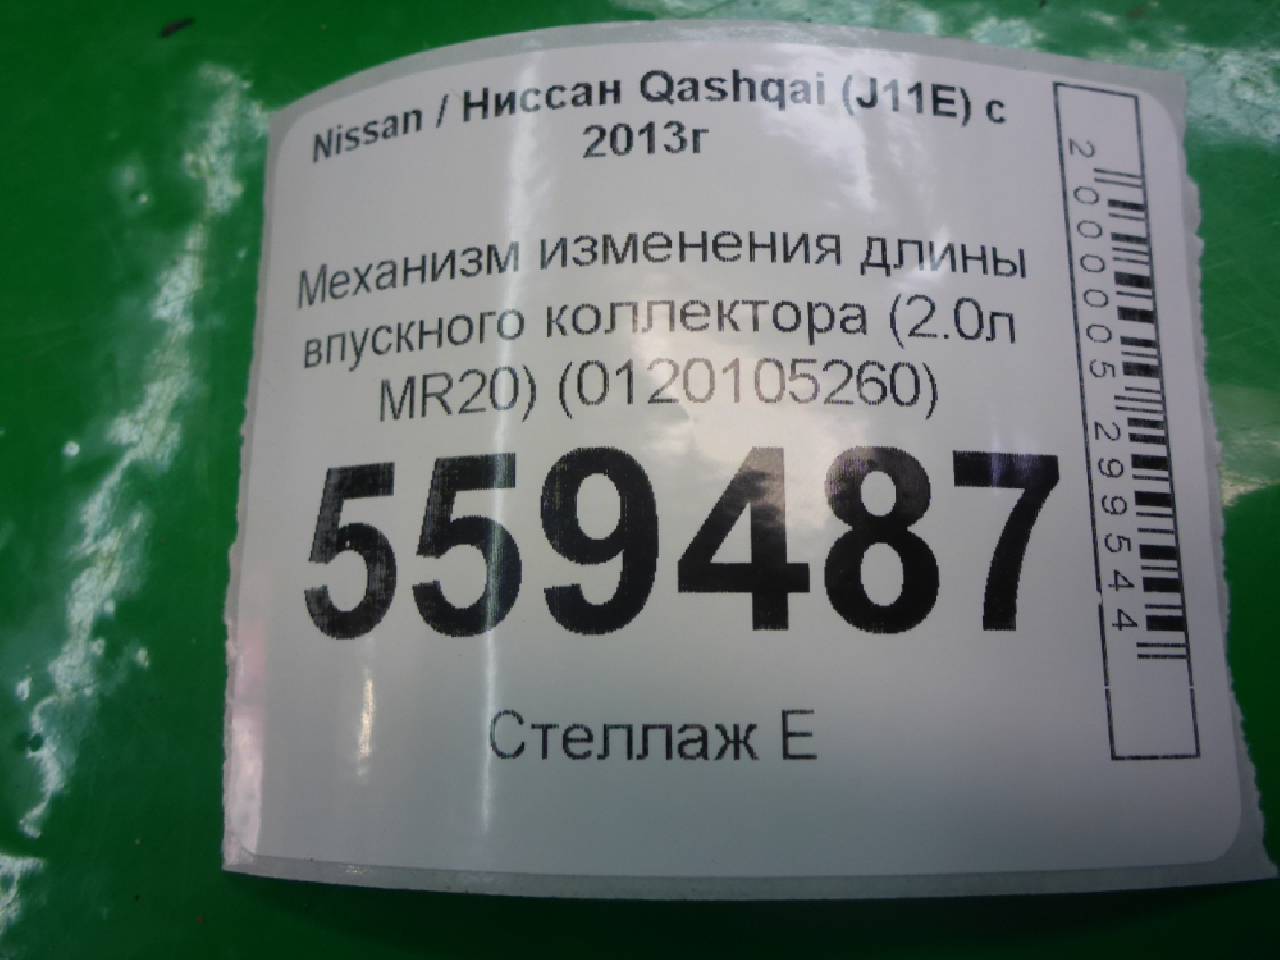 Nissan / Ниссан Qashqai (J11E) с
2013г
Механизм изменения длины
впускного коллектора (2.0л
MR20) (0120105260)
559487
Стеллаж E
2000005299544